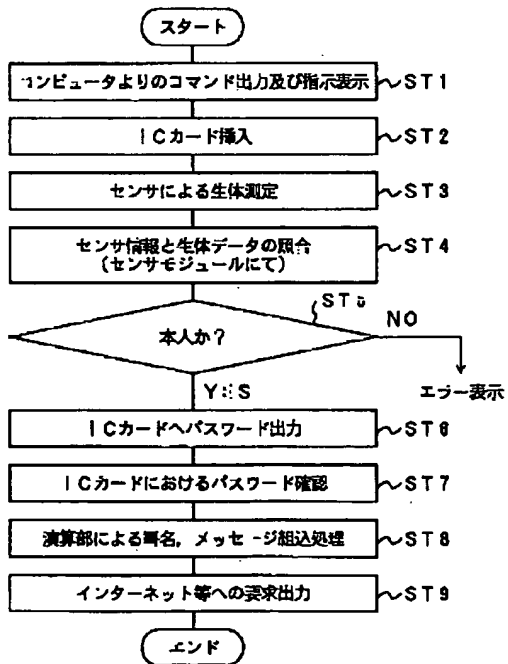 スタート
コンピュータよりのコマンド出力及び指示表示 ST1
ICカード挿入 ST2
センサによる生体測定 ST3
センサ情報と生体データの照合 ST4
(センサモジュールにて)
ST5
本人か? NO
エラー表示
YES
ICカードへパスワード出力 ST6
ICカードにおけるパスワード確認 ST7
演算部による署名,メッセージ組込処理 ST8
インターネット等への要求出力 ST9
エンド